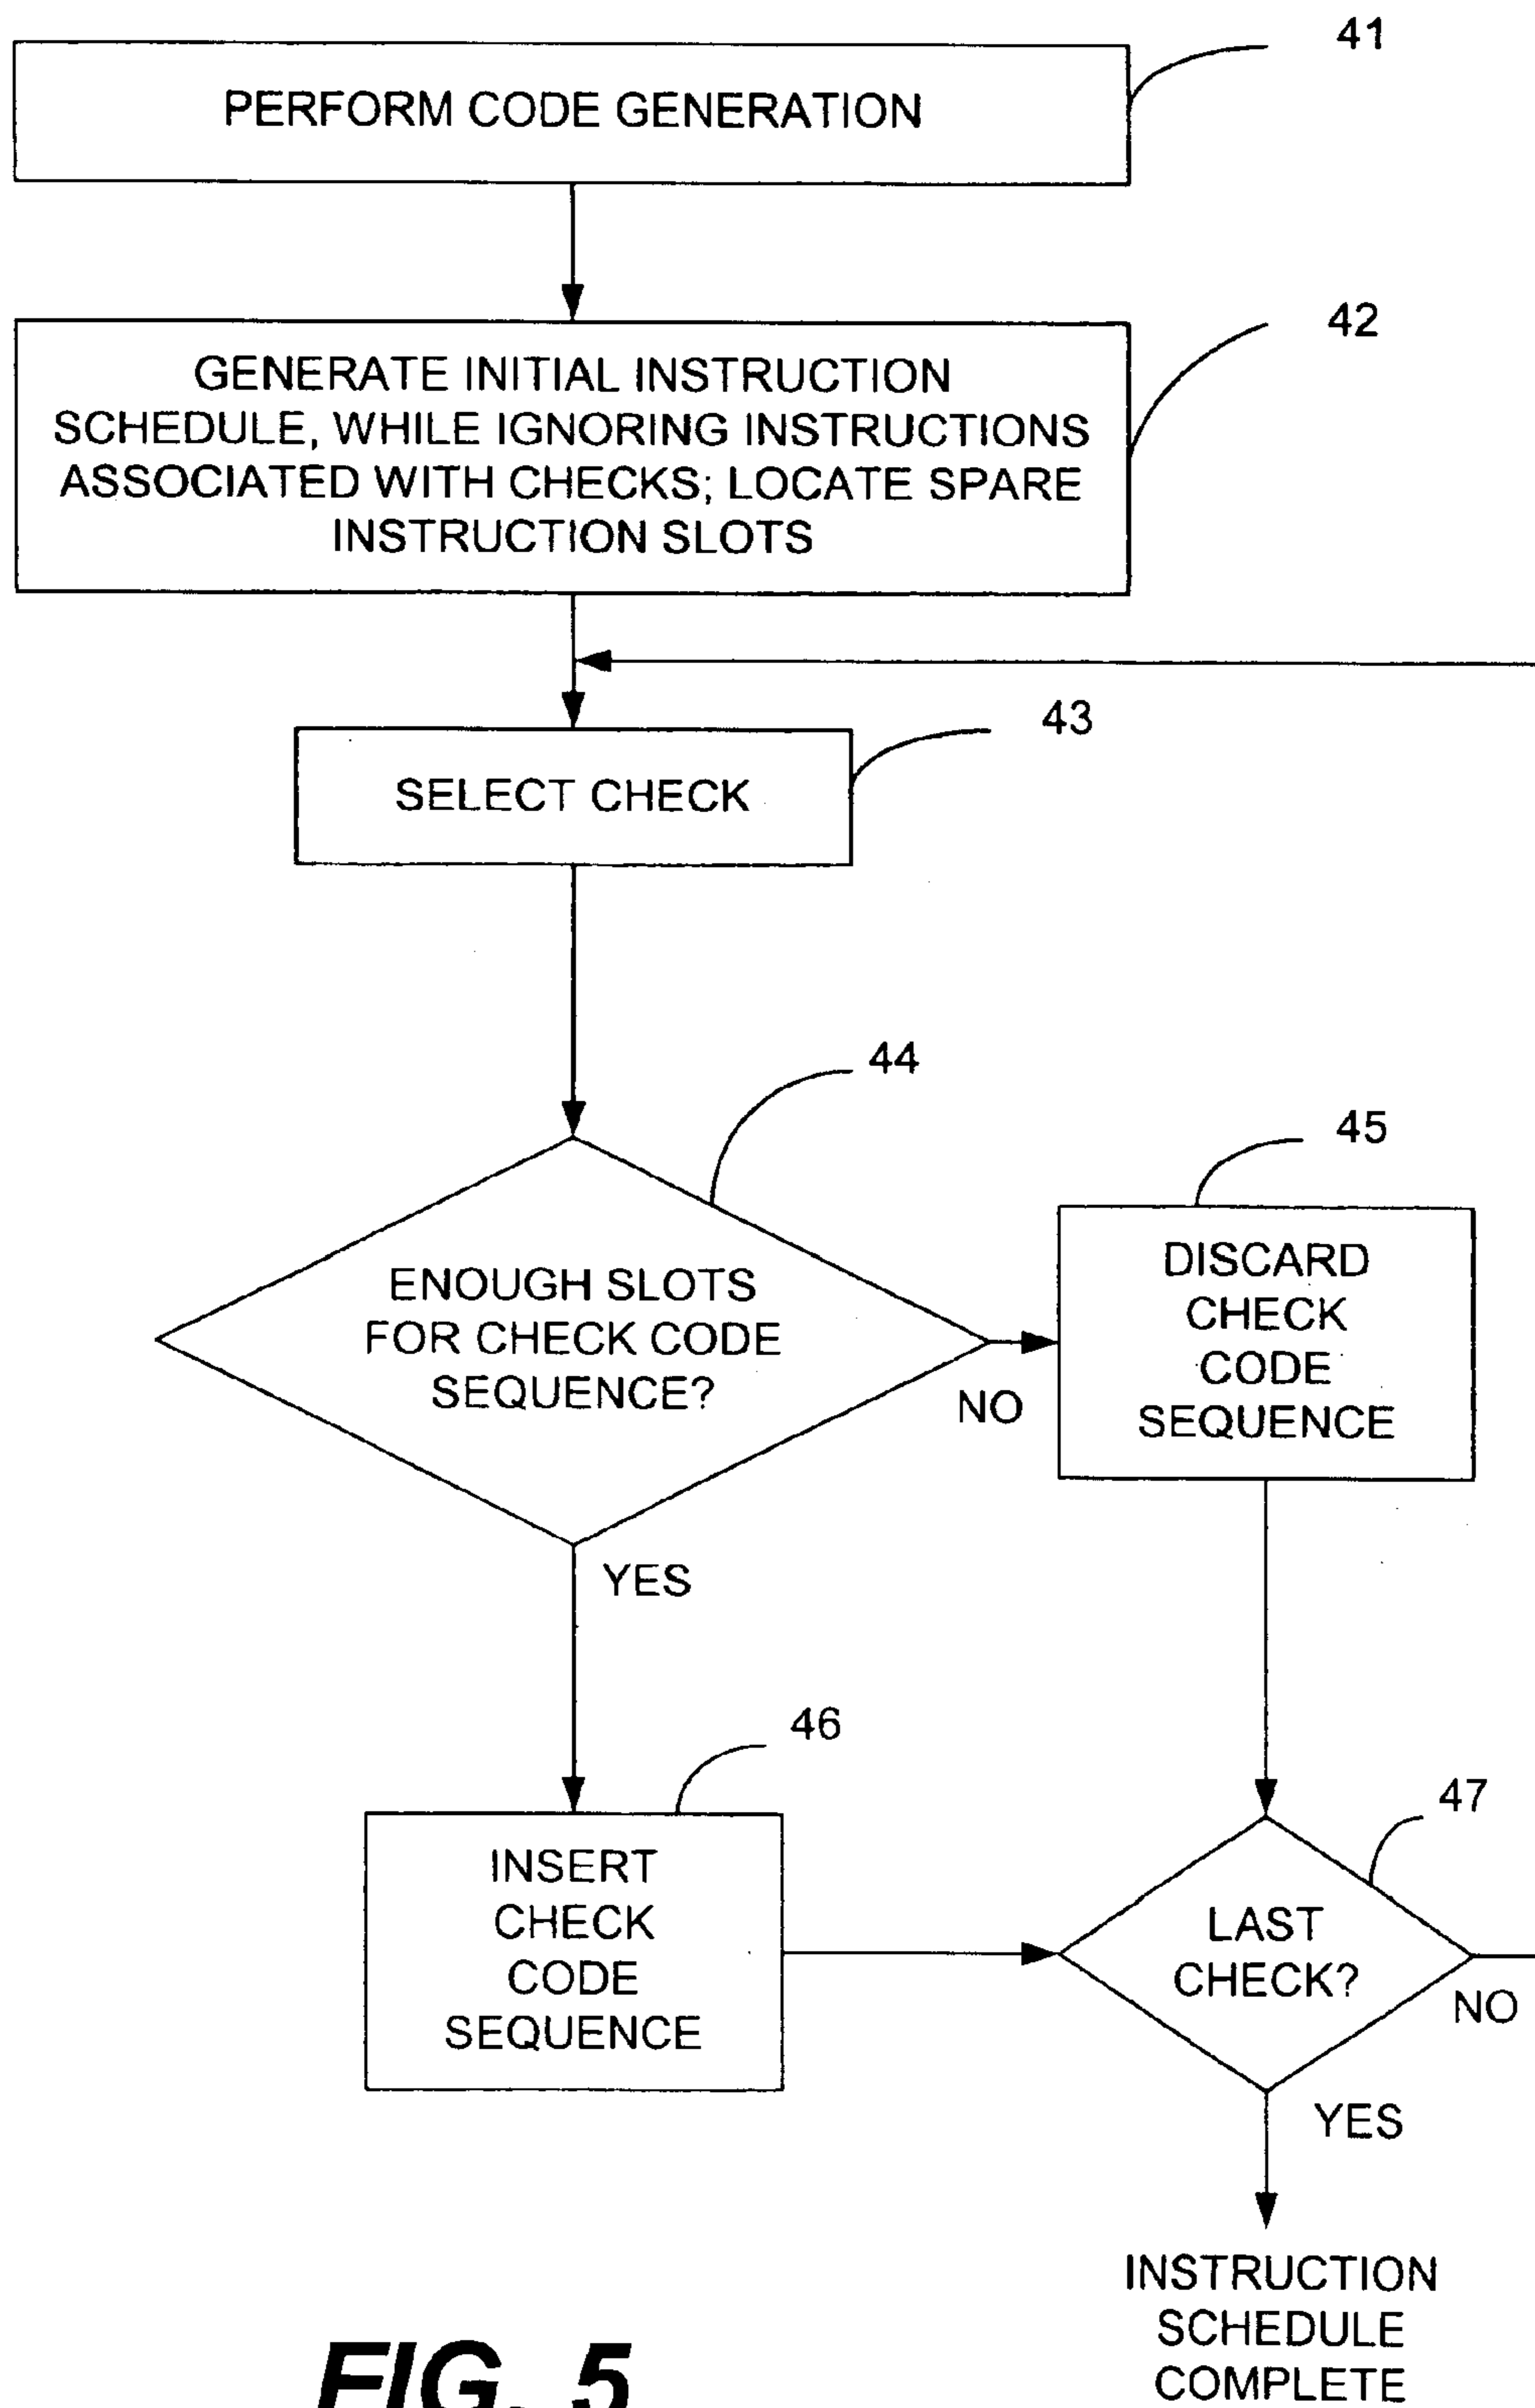 41
PERFORM CODE GENERATION
42
GENERATE INITIAL INSTRUCTION
SCHEDULE, WHILE IGNORING INSTRUCTIONS
ASSOCIATED WITH CHECKS; LOCATE SPARE
INSTRUCTION SLOTS
43
SELECT CHECK
44
ENOUGH SLOTS
FOR CHECK CODE
SEQUENCE?
NO
45
DISCARD
CHECK
CODE
SEQUENCE
YES
46
INSERT
CHECK
CODE
SEQUENCE
47
LAST
CHECK?
NO
YES
INSTRUCTION
SCHEDULE
COMPLETE
FIG. 5